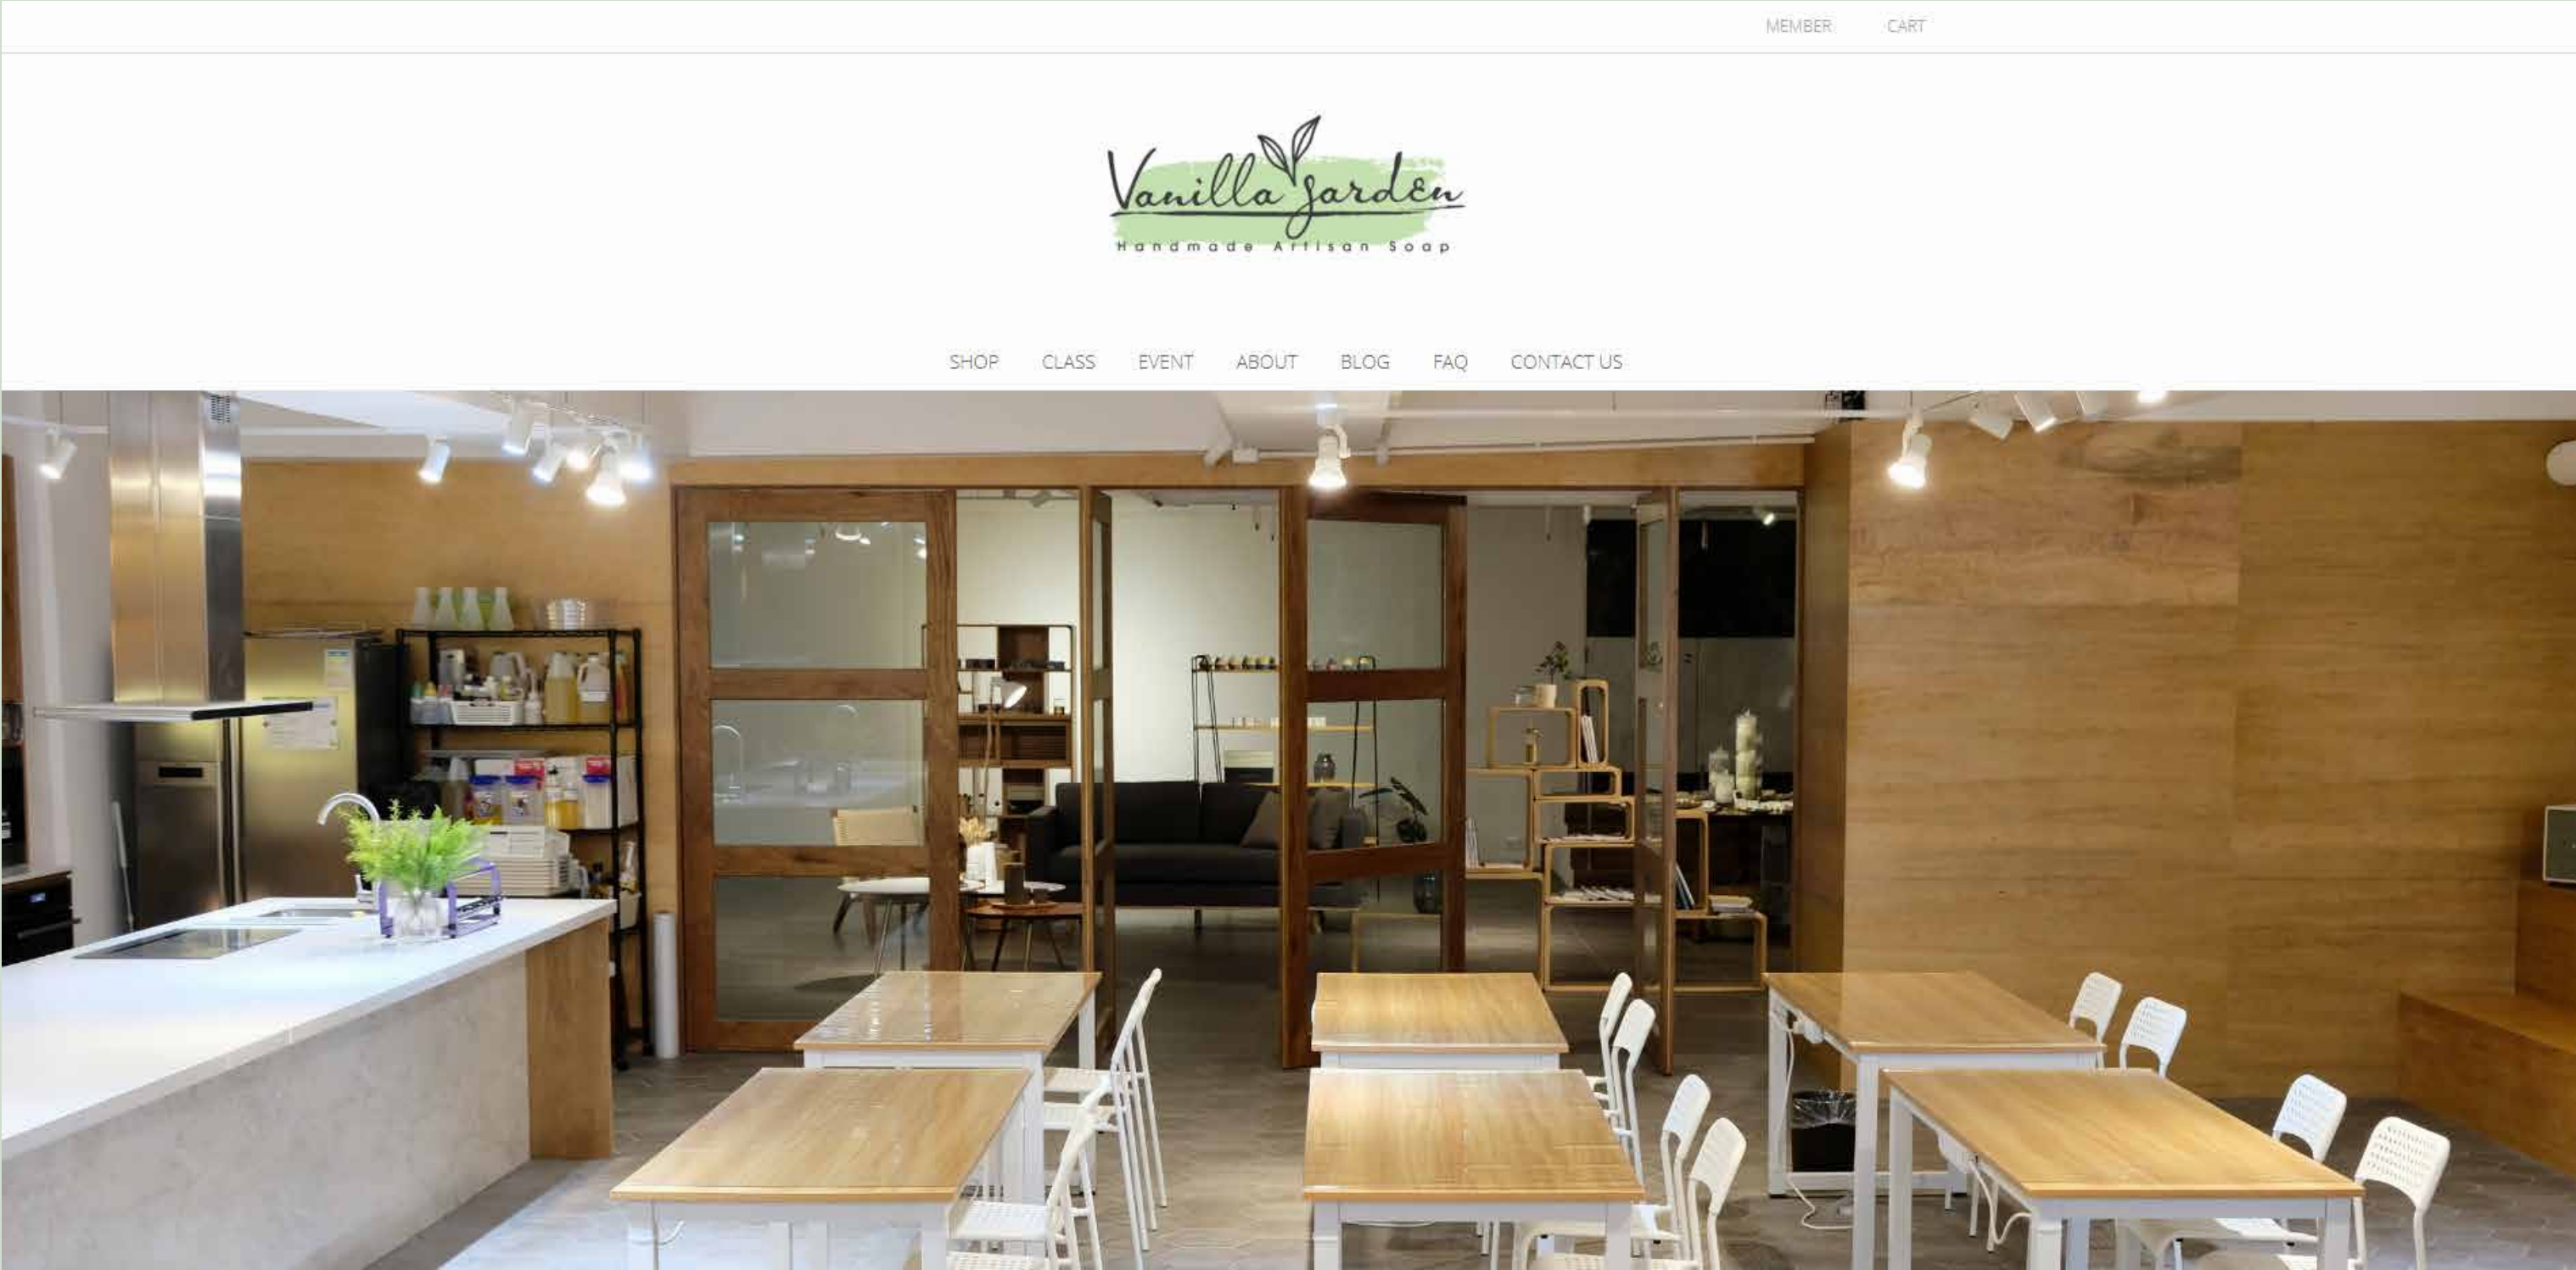 MEMBER CART
Vanilla garden
Handmade Artisan Soap
SHOP CLASS EVENT ABOUT BLOG FAQ CONTACT US